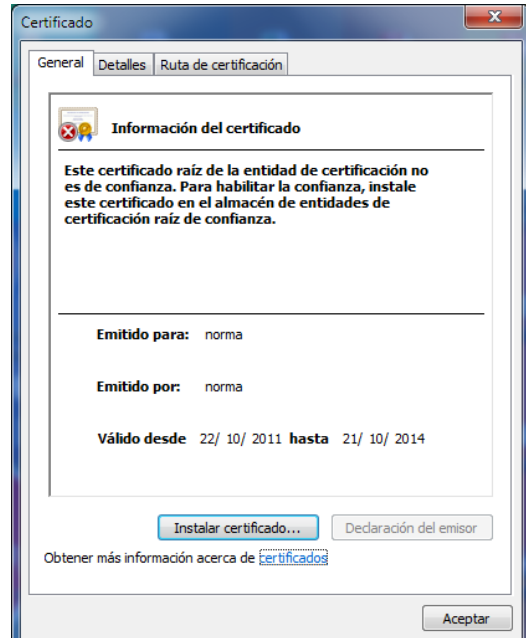 Certificado
General Detalles Ruta de certificación
Información del certificado
Este certificado raíz de la entidad de certificación no
es de confianza. Para habilitar la confianza, instale
este certificado en el almacén de entidades de
certificación raíz de confianza.
Emitido para: norma
Emitido por: norma
Válido desde 22/ 10/ 2011 hasta 21/ 10/ 2014
Instalar certificado... Declaración del emisor
Obtener más información acerca de certificados
Aceptar